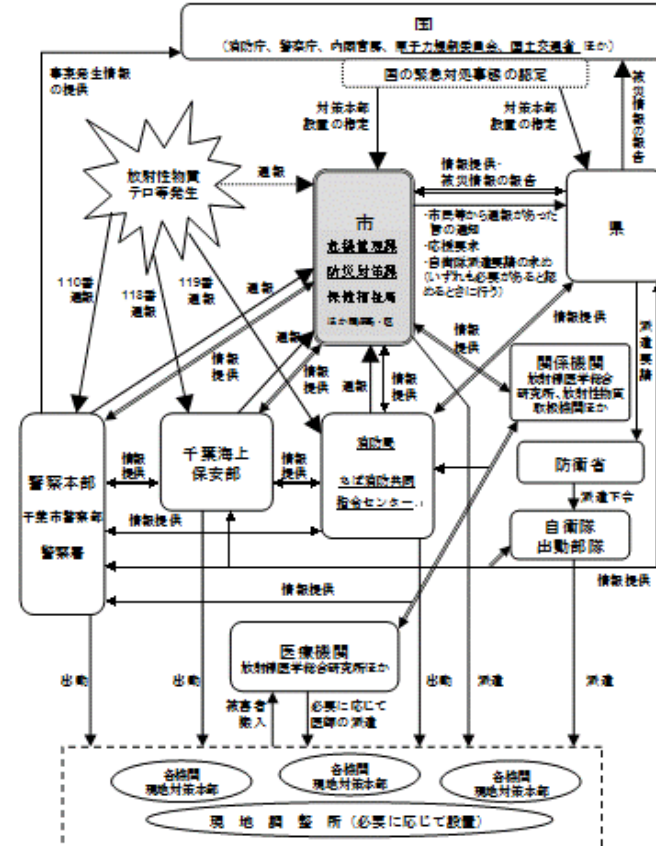 国
(消防庁、警察庁、内閣官房、原子力規制委員会、国土交通省 ほか)
国の緊急対処事態の認定
事案発生情報
の提供
対策本部
設置の指定
対策本部
設置の指定
被災情報の報告
放射性物質
テロ等発生
通報
市
危機管理課
防災対策課
保健福祉局
情報提供・
被災情報の報告
・市民等から通報があった
旨の通知
・応援要求
・自衛隊派遣要請の求め
(いずれも必要があると認
めるときに行う)
県
110番
通報
118番
通報
119番
通報
通報
通報
情報
提供
情報
提供
通報
情報
提供
情報
提供
情報提供
派遣要請
関係機関
放射線医学総合
研究所、放射性物質
取扱機関ほか
警察本部
千葉市警察部
警察署
情報
提供
千葉海上
保安部
情報
提供
消防局
ちば消防共同
指令センター
防衛省
派遣下令
自衛隊
出動部隊
情報提供
情報提供
情報提供
医療機関
放射線医学総合研究所ほか
出動
出動
被害者
搬入
必要に応じて
医師の派遣
出動
派遣
派遣
各機関
現地対策本部
各機関
現地対策本部
各機関
現地対策本部
現地調整所(必要に応じて設置)